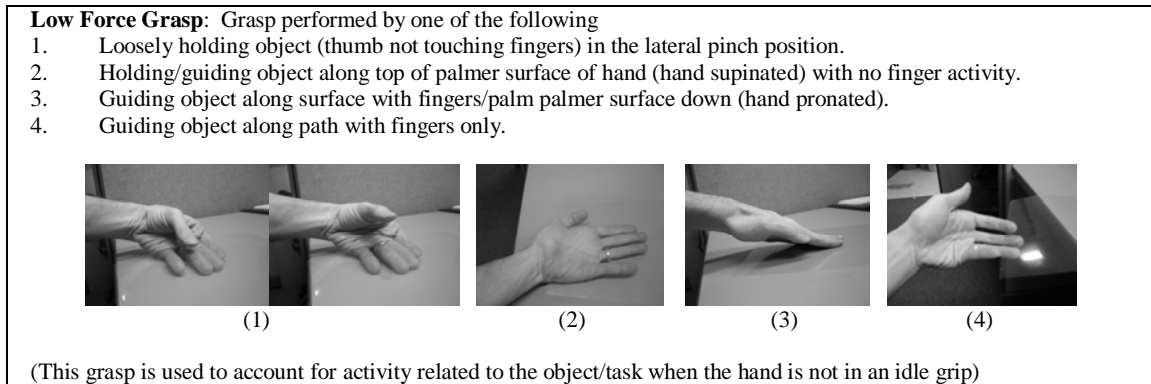 Low Force Grasp: Grasp performed by one of the following
1. Loosely holding object (thumb not touching fingers) in the lateral pinch position.
2. Holding/guiding object along top of palmer surface of hand (hand supinated) with no finger activity.
3. Guiding object along surface with fingers/palm palmer surface down (hand pronated).
4. Guiding object along path with fingers only.
(1) (2) (3) (4)
(This grasp is used to account for activity related to the object/task when the hand is not in an idle grip)